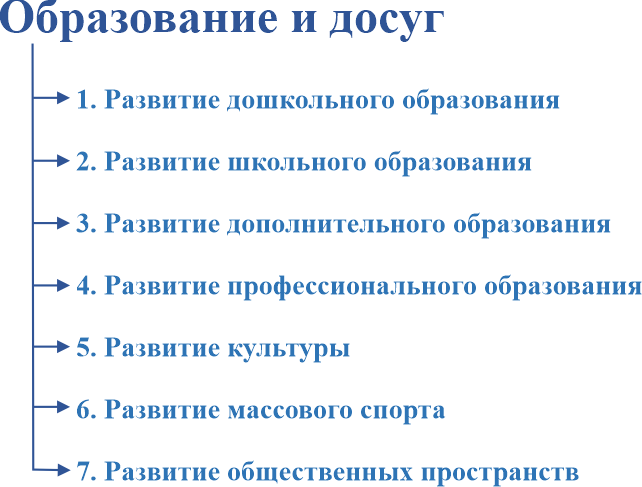 Образование и досуг
1. Развитие дошкольного образования
2. Развитие школьного образования
3. Развитие дополнительного образования
4. Развитие профессионального образования
5. Развитие культуры
6. Развитие массового спорта
7. Развитие общественных пространств